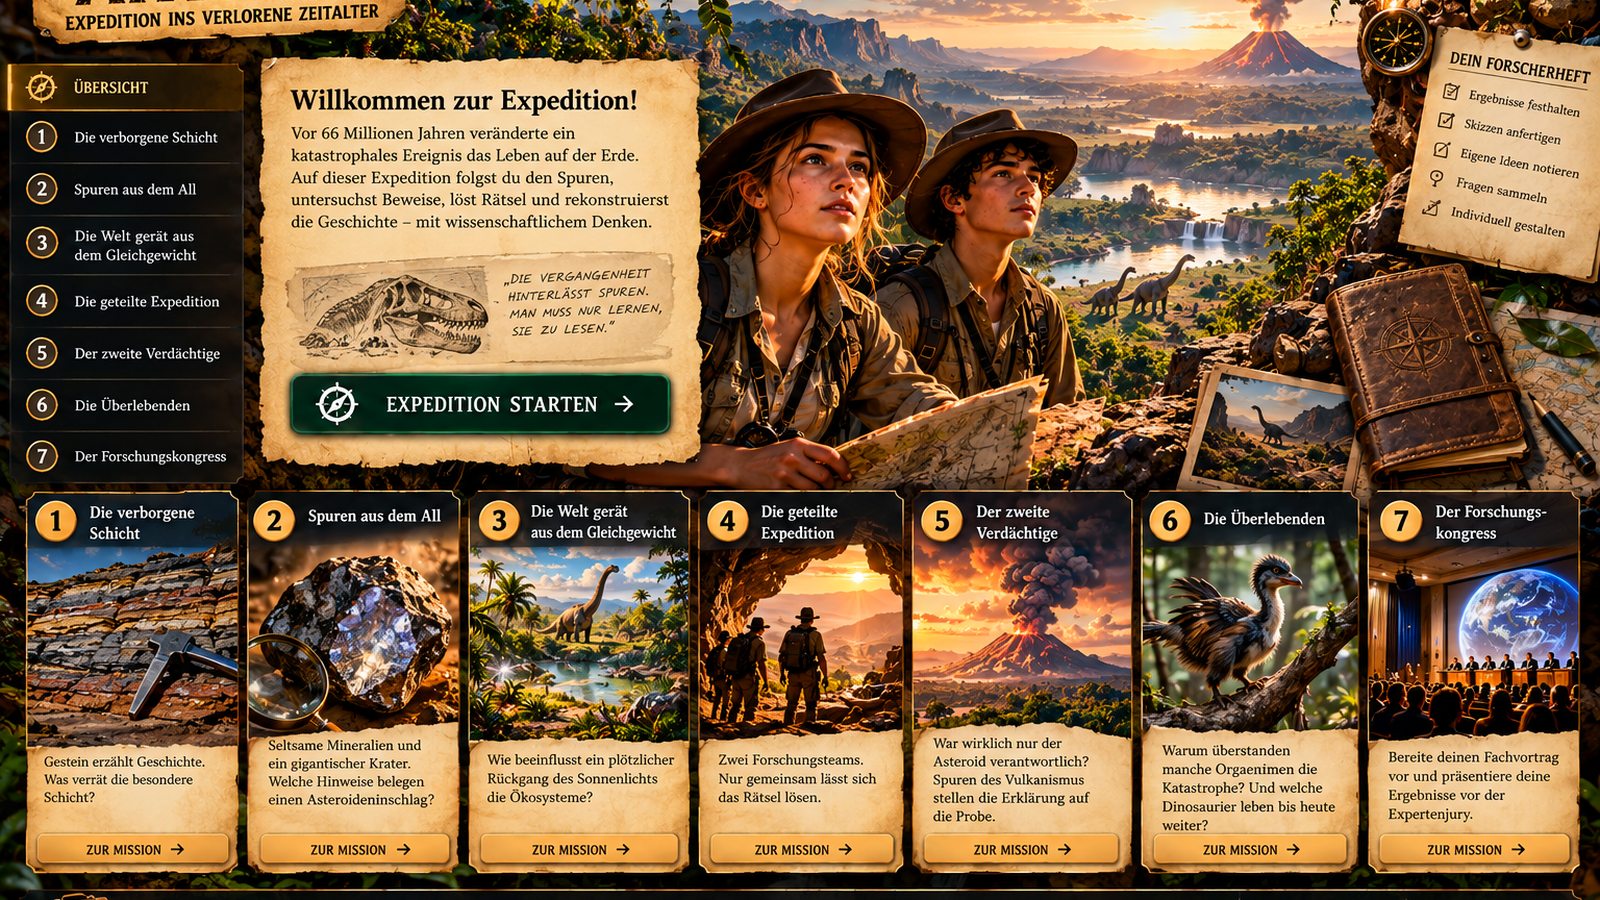 EXPEDITION INS VERLORENE ZEITALTER
ÜBERSICHT
1 Die verborgene Schicht
2 Spuren aus dem All
3 Die Welt gerät aus
dem Gleichgewicht
4 Die geteilte Expedition
5 Der zweite Verdächtige
6 Die Überlebenden
7 Der Forschungskongress
Willkommen zur Expedition!
Vor 66 Millionen Jahren veränderte ein
katastrophales Ereignis das Leben auf der Erde.
Auf dieser Expedition folgst du den Spuren,
untersuchst Beweise, löst Rätsel und rekonstruierst
die Geschichte – mit wissenschaftlichem Denken.
„DIE VERGANGENHEIT
HINTERLÄSST SPUREN.
MAN MUSS NUR LERNEN,
SIE ZU LESEN.“
EXPEDITION STARTEN →
DEIN FORSCHERHEFT
Ergebnisse festhalten
Skizzen anfertigen
Eigene Ideen notieren
Fragen sammeln
Individuell gestalten
1 Die verborgene
Schicht
Gestein erzählt Geschichte.
Was verrät die besondere
Schicht?
ZUR MISSION →
2 Spuren aus dem All
Seltsame Mineralien und
ein gigantischer Krater.
Welche Hinweise belegen
einen Asteroideninschlag?
ZUR MISSION →
3 Die Welt gerät
aus dem Gleichgewicht
Wie beeinflusst ein plötzlicher
Rückgang des Sonnenlichts
die Ökosysteme?
ZUR MISSION →
4 Die geteilte
Expedition
Zwei Forschungsteams.
Nur gemeinsam lässt sich
das Rätsel lösen.
ZUR MISSION →
5 Der zweite
Verdächtige
War wirklich nur der
Asteroid verantwortlich?
Spuren des Vulkanismus
stellen die Erklärung auf
die Probe.
ZUR MISSION →
6 Die Überlebenden
Warum überstanden
manche Orgaenimen die
Katastrophe? Und welche
Dinosaurier leben bis heute
weiter?
ZUR MISSION →
7 Der Forschungs-
kongress
Bereite deinen Fachvortrag
vor und präsentiere deine
Ergebnisse vor der
Expertenjury.
ZUR MISSION →